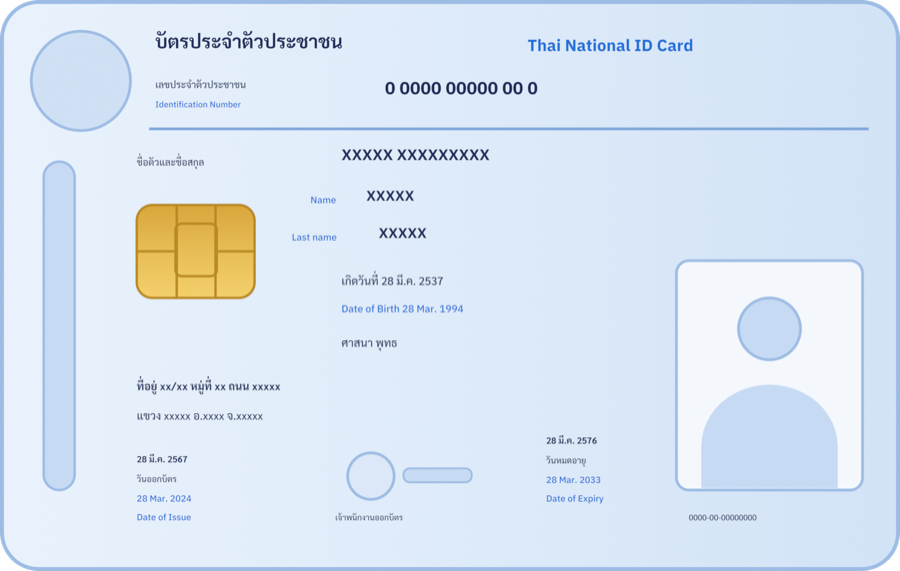 บัตรประจำตัวประชาชน
Thai National ID Card
เลขประจำตัวประชาชน
Identification Number
0 0000 00000 00 0
ชื่อตัวและชื่อสกุล
XXXXX XXXXXXXXX
Name XXXXX
Last name XXXXX
เกิดวันที่ 28 มี.ค. 2537
Date of Birth 28 Mar. 1994
ศาสนา พุทธ
ที่อยู่ xx/xx หมู่ที่ xx ถนน xxxxx
แขวง xxxxx อ.xxxx จ.xxxxx
28 มี.ค. 2567
วันออกบัตร
28 Mar. 2024
Date of Issue
เจ้าพนักงานออกบัตร
28 มี.ค. 2576
วันหมดอายุ
28 Mar. 2033
Date of Expiry
0000-00-00000000